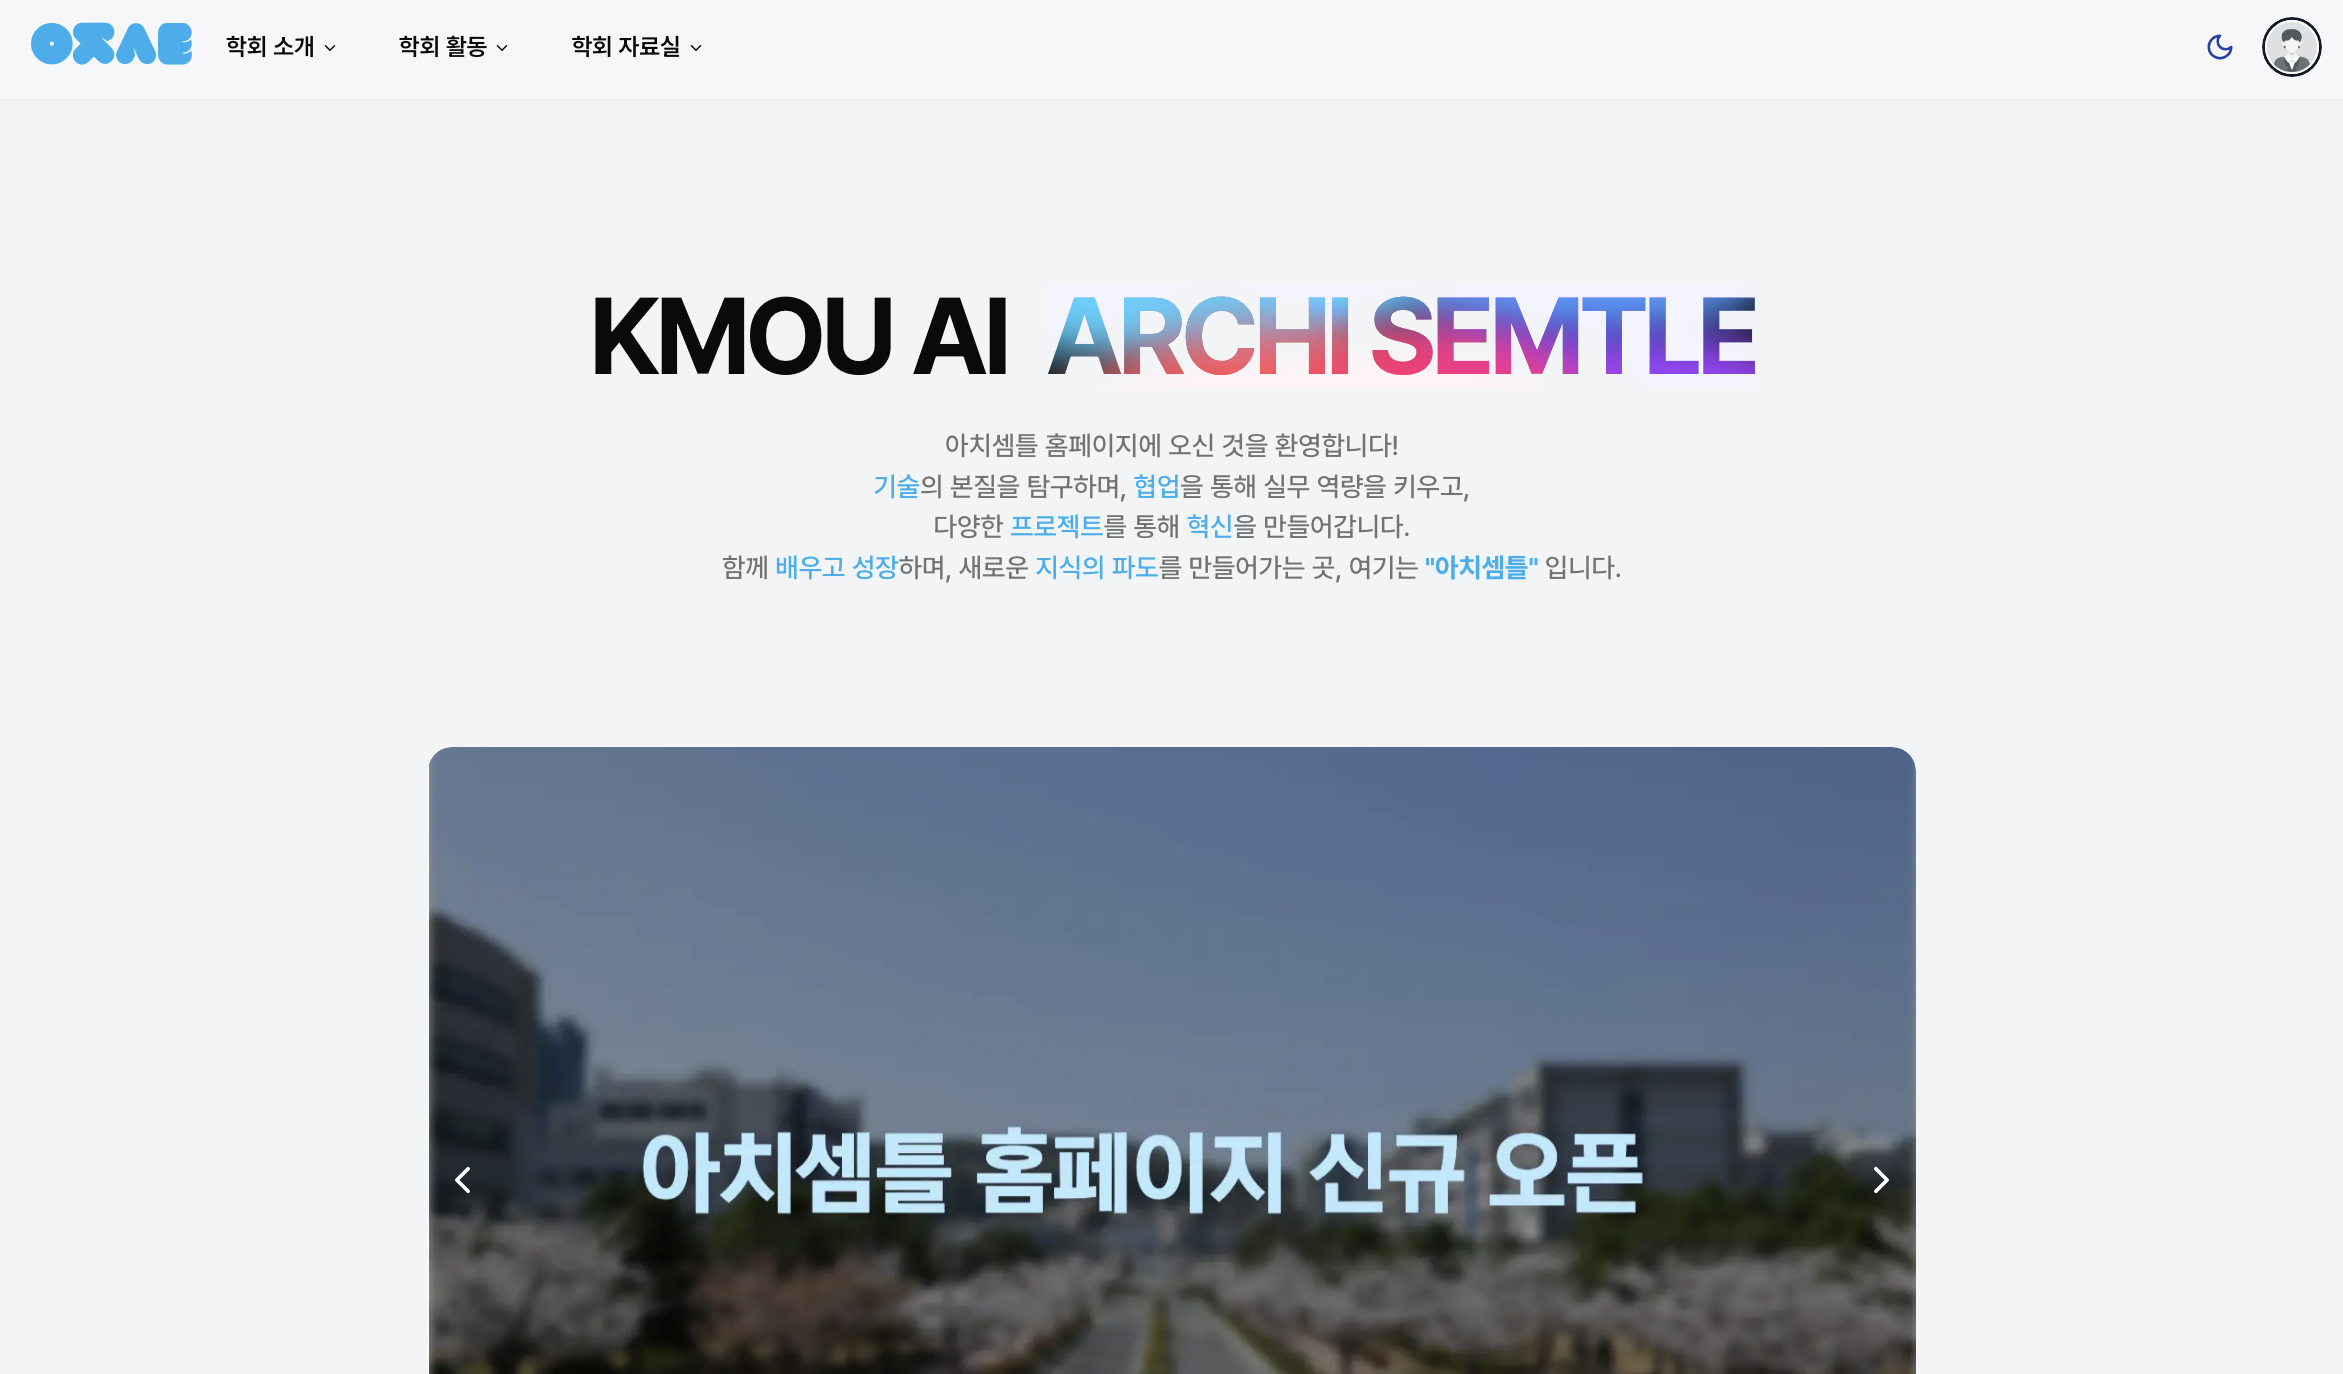 학회 소개
학회 활동
학회 자료실
KMOU AI ARCHI SEMTLE
아치셈틀 홈페이지에 오신 것을 환영합니다!
기술의 본질을 탐구하며, 협업을 통해 실무 역량을 키우고,
다양한 프로젝트를 통해 혁신을 만들어갑니다.
함께 배우고 성장하며, 새로운 지식의 파도를 만들어가는 곳, 여기는 "아치셈틀" 입니다.
아치셈틀 홈페이지 신규 오픈